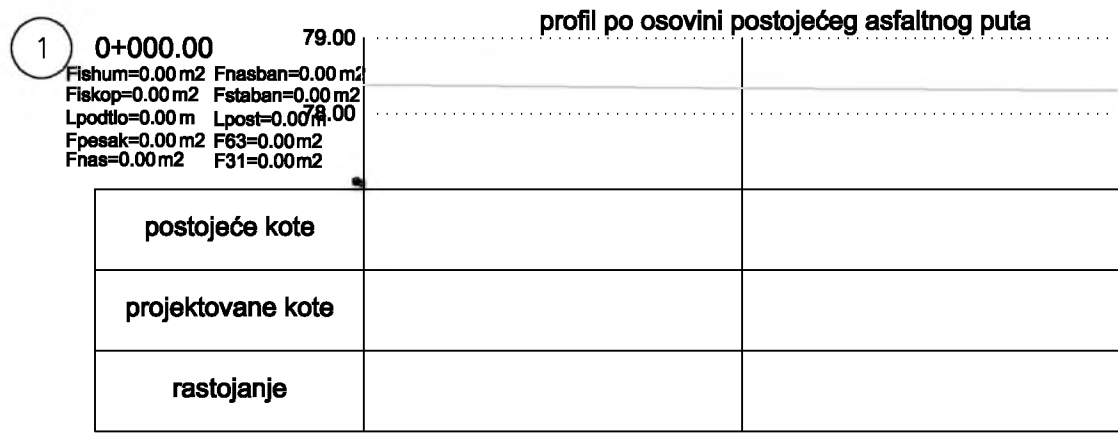 profil po osovini postojećeg asfaltnog puta
1 0+000.00 79.00
Fishum=0.00 m2 Fnasban=0.00 m2
Fiskop=0.00 m2 Fstaban=0.00 m2
Lpodtlo=0.00 m Lpost=0.00 m 78.00
Fpesak=0.00 m2 F63=0.00 m2
Fnas=0.00 m2 F31=0.00 m2
postojeće kote
projektovane kote
rastojanje